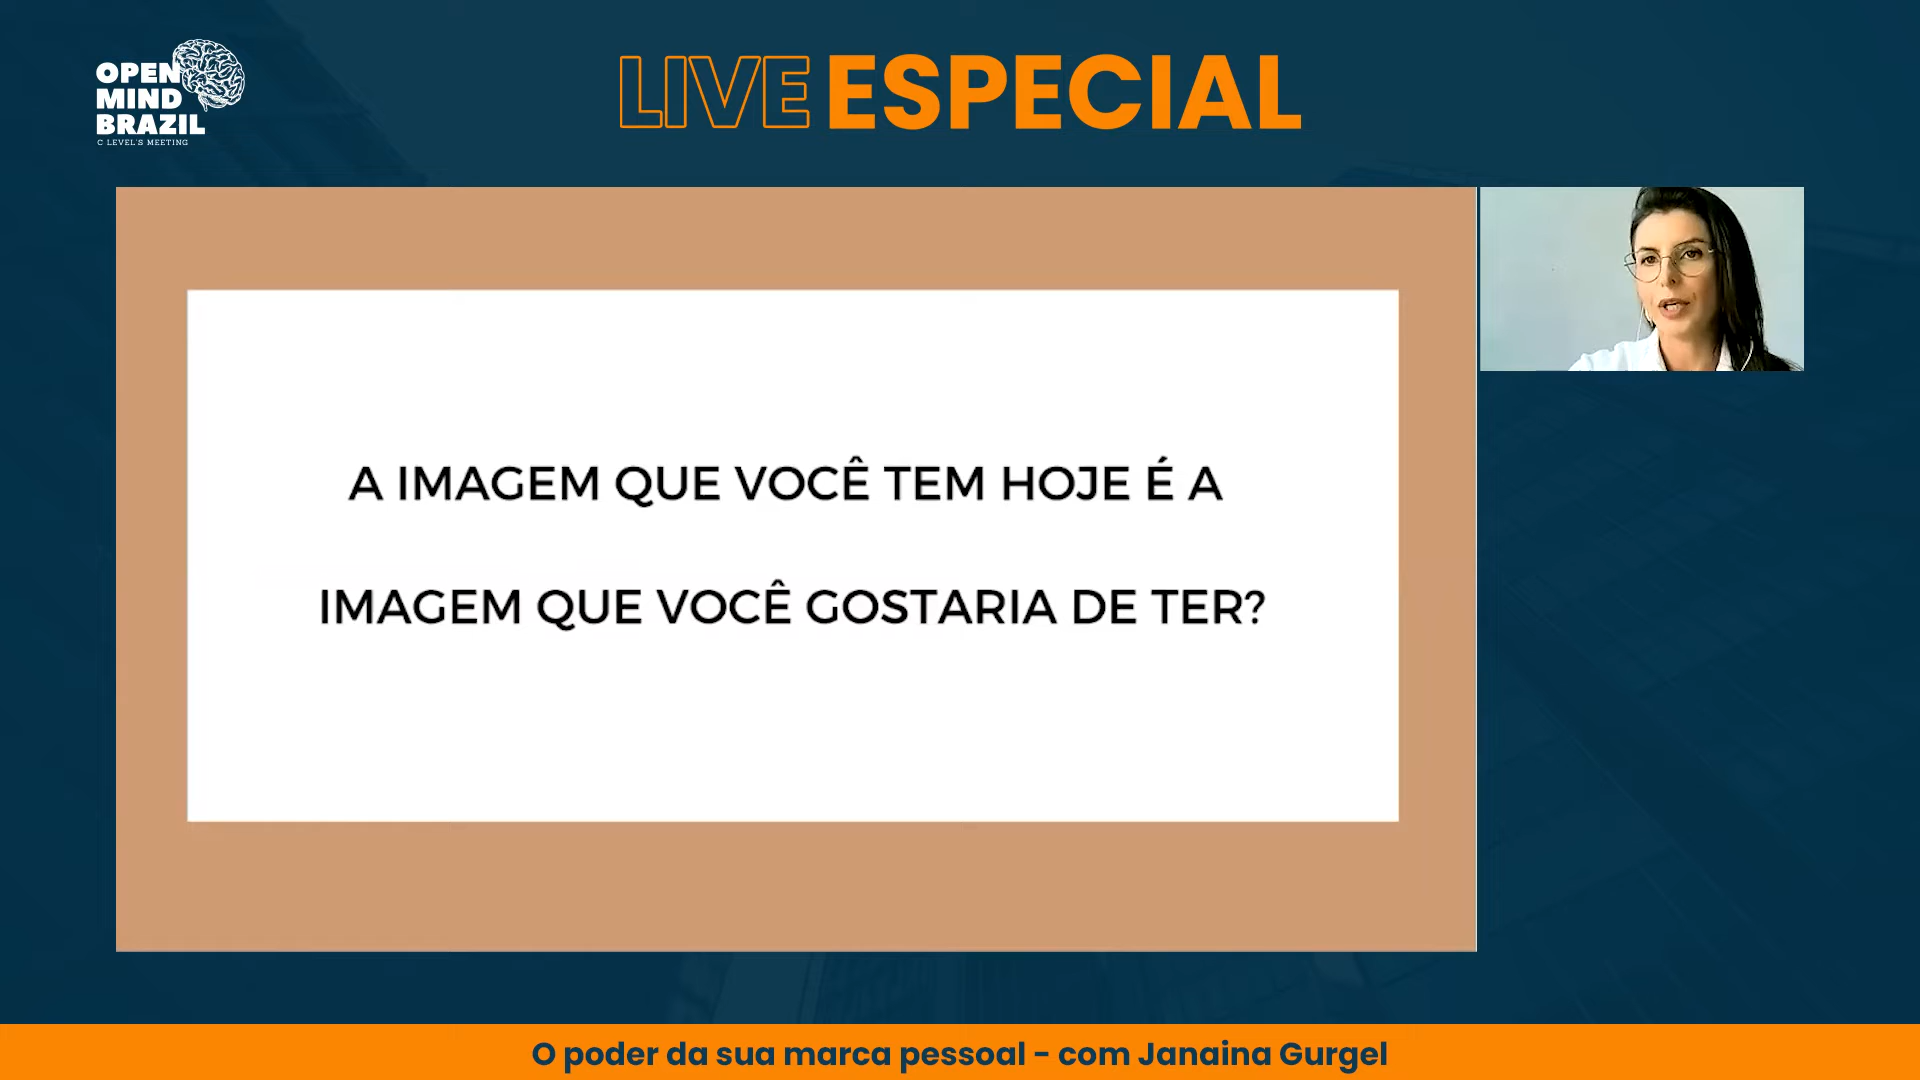 OPEN
MIND
BRAZIL
C LEVEL'S MEETING
LIVE ESPECIAL
A IMAGEM QUE VOCÊ TEM HOJE É A
IMAGEM QUE VOCÊ GOSTARIA DE TER?
O poder da sua marca pessoal - com Janaina Gurgel